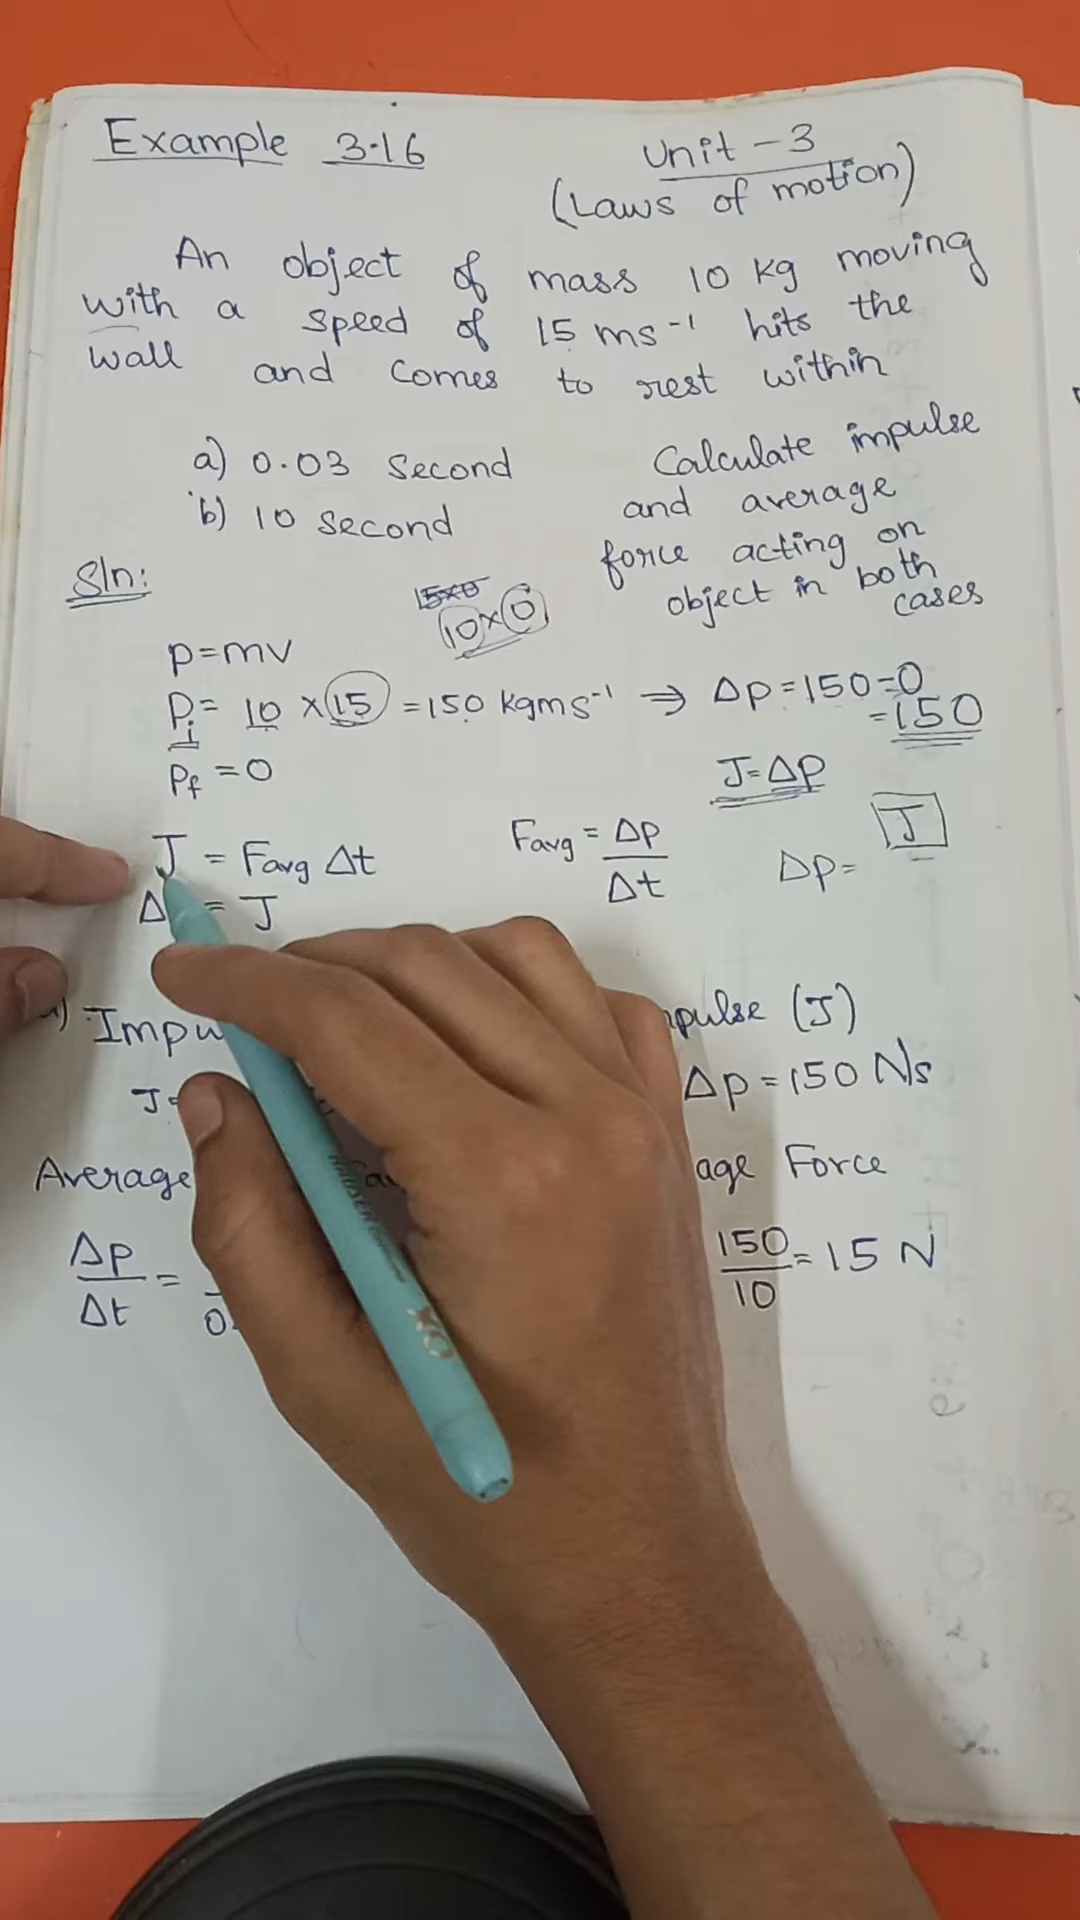 Example 3.16
Unit - 3
(Laws of motion)
An object of mass 10 kg moving
with a speed of 15 ms⁻¹ hits the
wall and comes to rest within
a) 0.03 second
b) 10 second
Calculate impulse
and average
force acting on
object in both
cases
Sln:
10×0
p=mv
Pi= 10 ×15 =150 kgms⁻¹ ⇒ Δp=150-0
=150
Pf =0
J=Δp
J = Favg Δt
Favg = Δp/Δt
Δp= J
= J
Impu
pulse (J)
J=
Δp=150 Ns
Average
age Force
Δp/Δt =
150/10 =15 N
XO